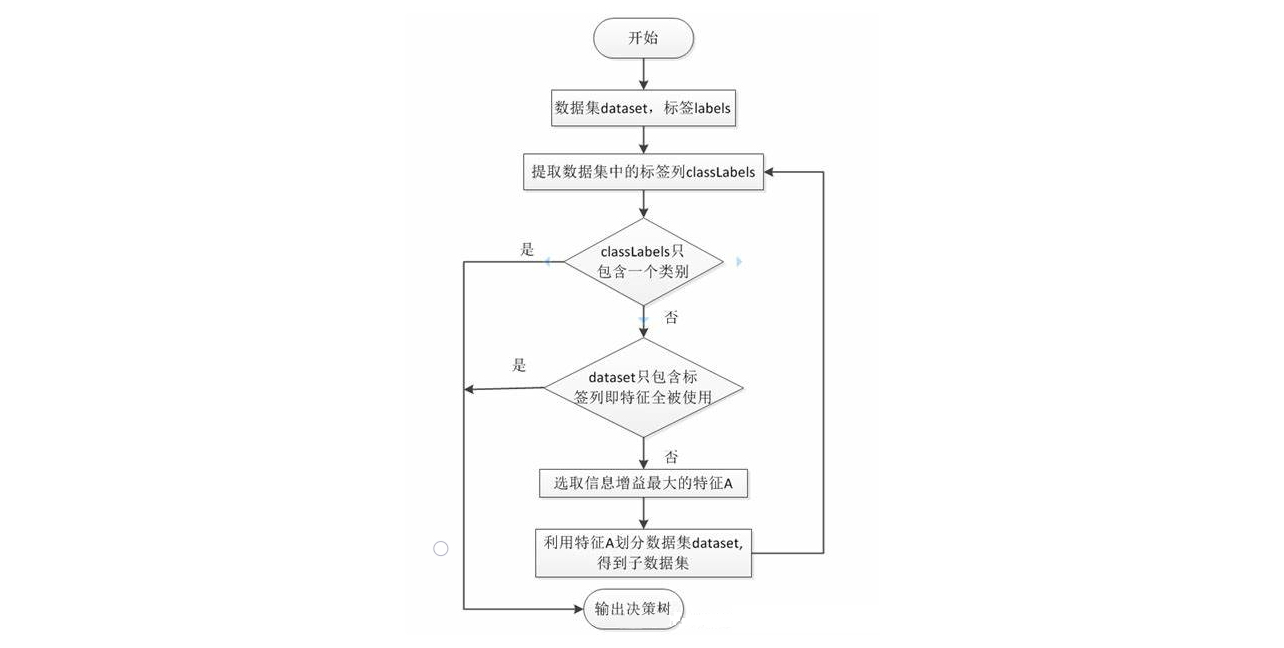 开始
数据集dataset，标签labels
提取数据集中的标签列classLabels
是
classLabels只
包含一个类别
否
是
dataset只包含标
签列即特征全被使用
否
选取信息增益最大的特征A
利用特征A划分数据集dataset,
得到子数据集
输出决策树